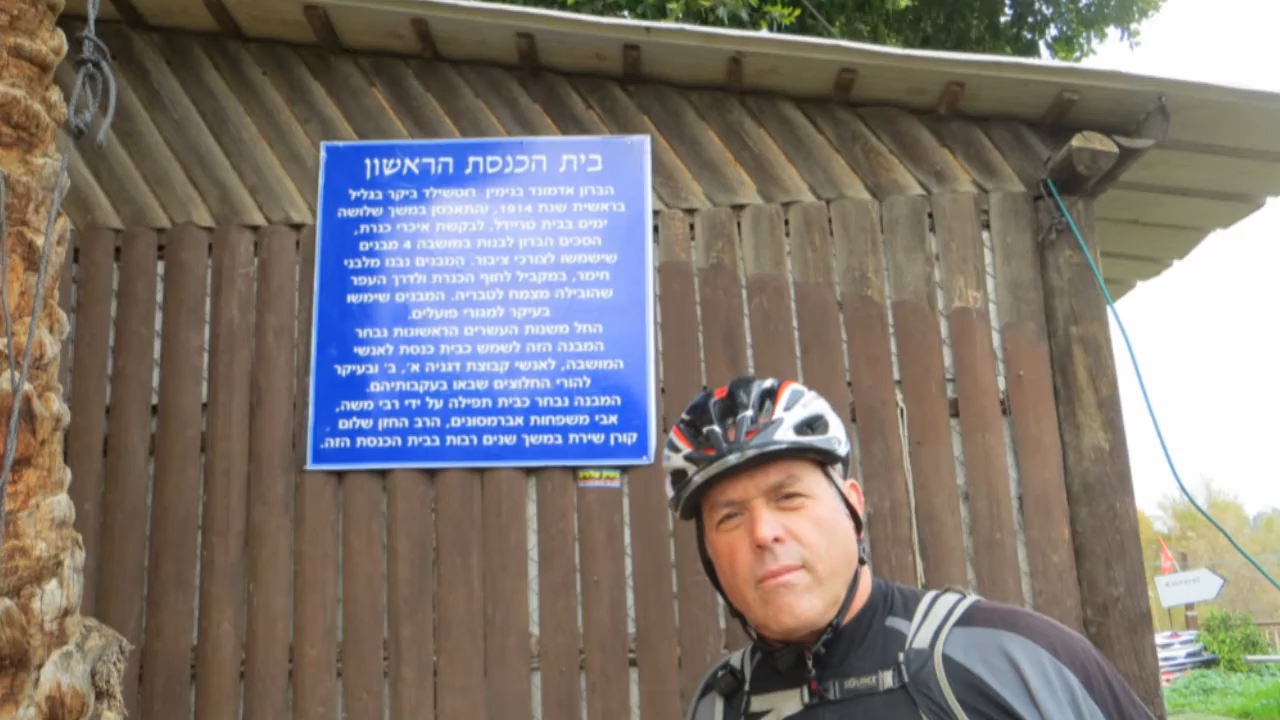 בית הכנסת הראשון
הברון אדמונד בנימין רוטשילד ביקר בגליל
בראשית שנת 1914, והתאכסן במשך שלושה
ימים בבית טריידל, לבקשת איכרי כנרת,
הסכים הברון לבנות במושבה 4 מבנים
שישמשו לצורכי ציבור. המבנים נבנו מלבני
חימר, במקביל לחוף הכנרת ולדרך העפר
שהובילה מצמח לטבריה. המבנים שימשו
בעיקר למגורי פועלים.
החל משנות העשרים הראשונות נבחר
המבנה הזה לשמש כבית כנסת לאנשי
המושבה, לאנשי קבוצת דגניה א', ב' ובעיקר
להורי החלוצים שבאו בעקבותיהם.
המבנה נבחר כבית תפילה על ידי רבי משה,
אבי משפחות אברמסונים, הרב החזן שלום
קורן שירת במשך שנים רבות בבית הכנסת הזה.
SOURCE